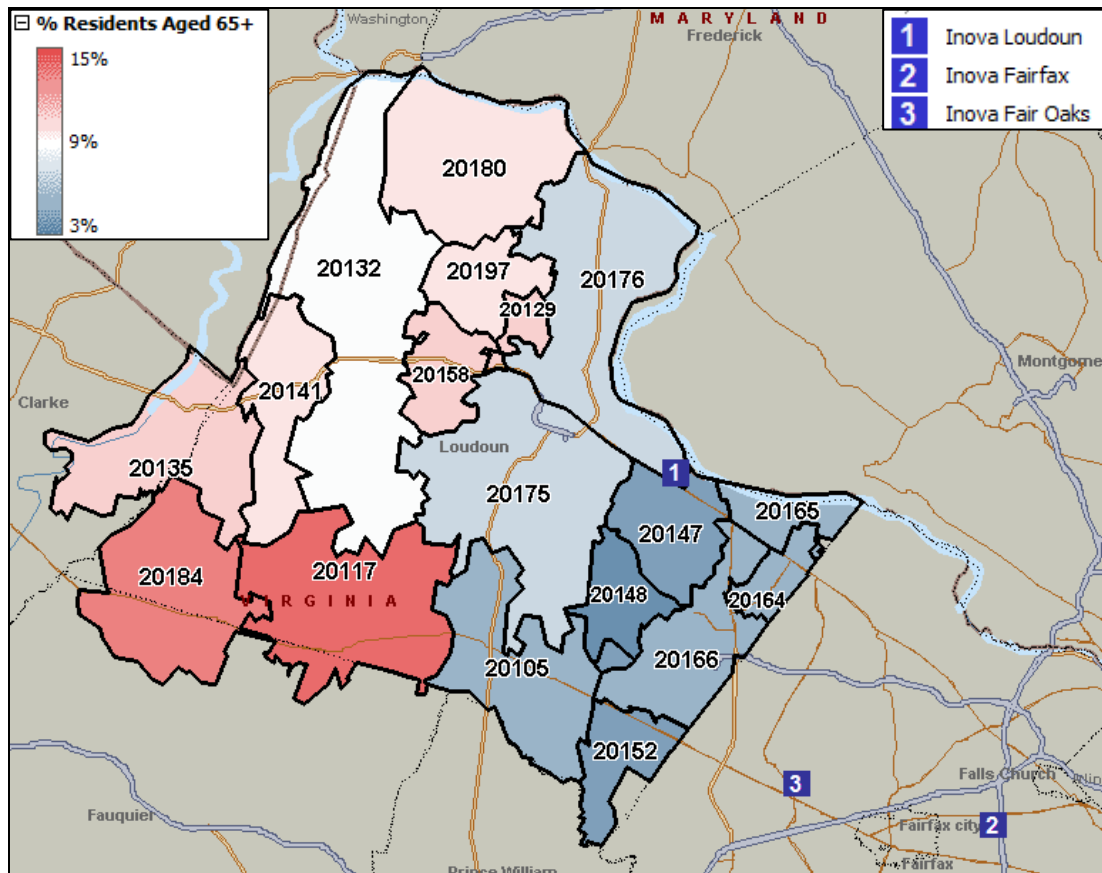 % Residents Aged 65+
15%
9%
3%
Washington
MARYLAND
Frederick
1 Inova Loudoun
2 Inova Fairfax
3 Inova Fair Oaks
20180
20132
20197
20176
20129
Montgome
20158
20141
Clarke
Loudoun
20135
1
20175
20165
20147
20184
20117
20148
20164
VIRGINIA
20105
20166
20152
Falls Church
3
Fauquier
Fairfax city
2
Fairfax
Prince William